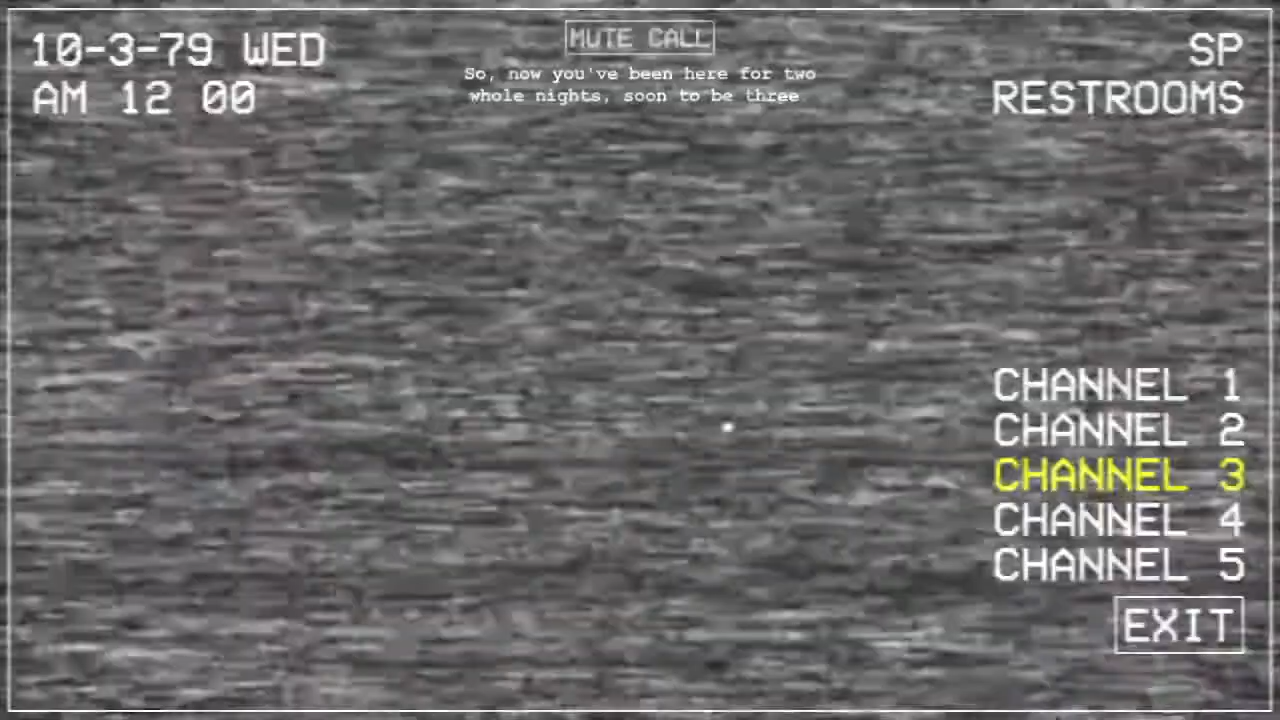 10-3-79 WED
AM 12 00
MUTE CALL
So, now you've been here for two
whole nights, soon to be three
SP
RESTROOMS
CHANNEL 1
CHANNEL 2
CHANNEL 3
CHANNEL 4
CHANNEL 5
EXIT